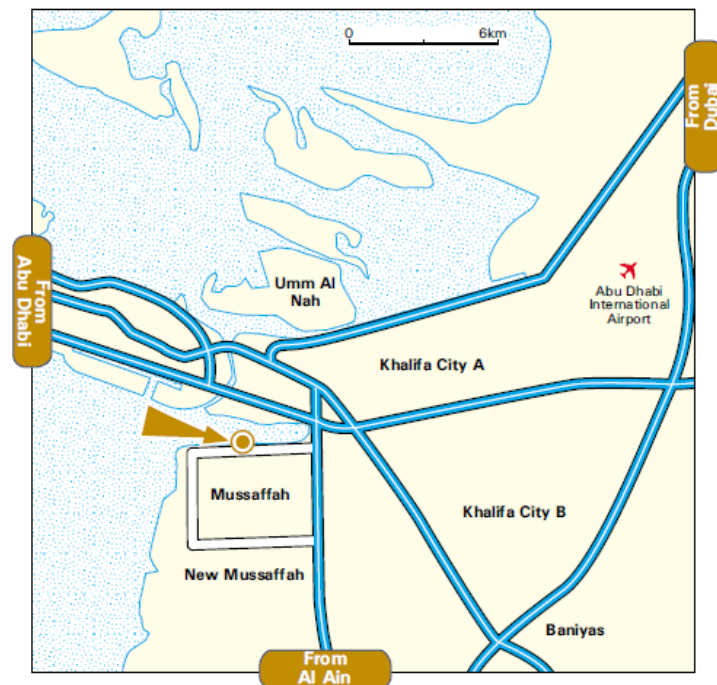 0 6km
From
Dubai
Umm Al
Nah
From
Abu Dhabi
Abu Dhabi
International
Airport
Khalifa City A
Mussaffah
Khalifa City B
New Mussaffah
Baniyas
From
Al Ain